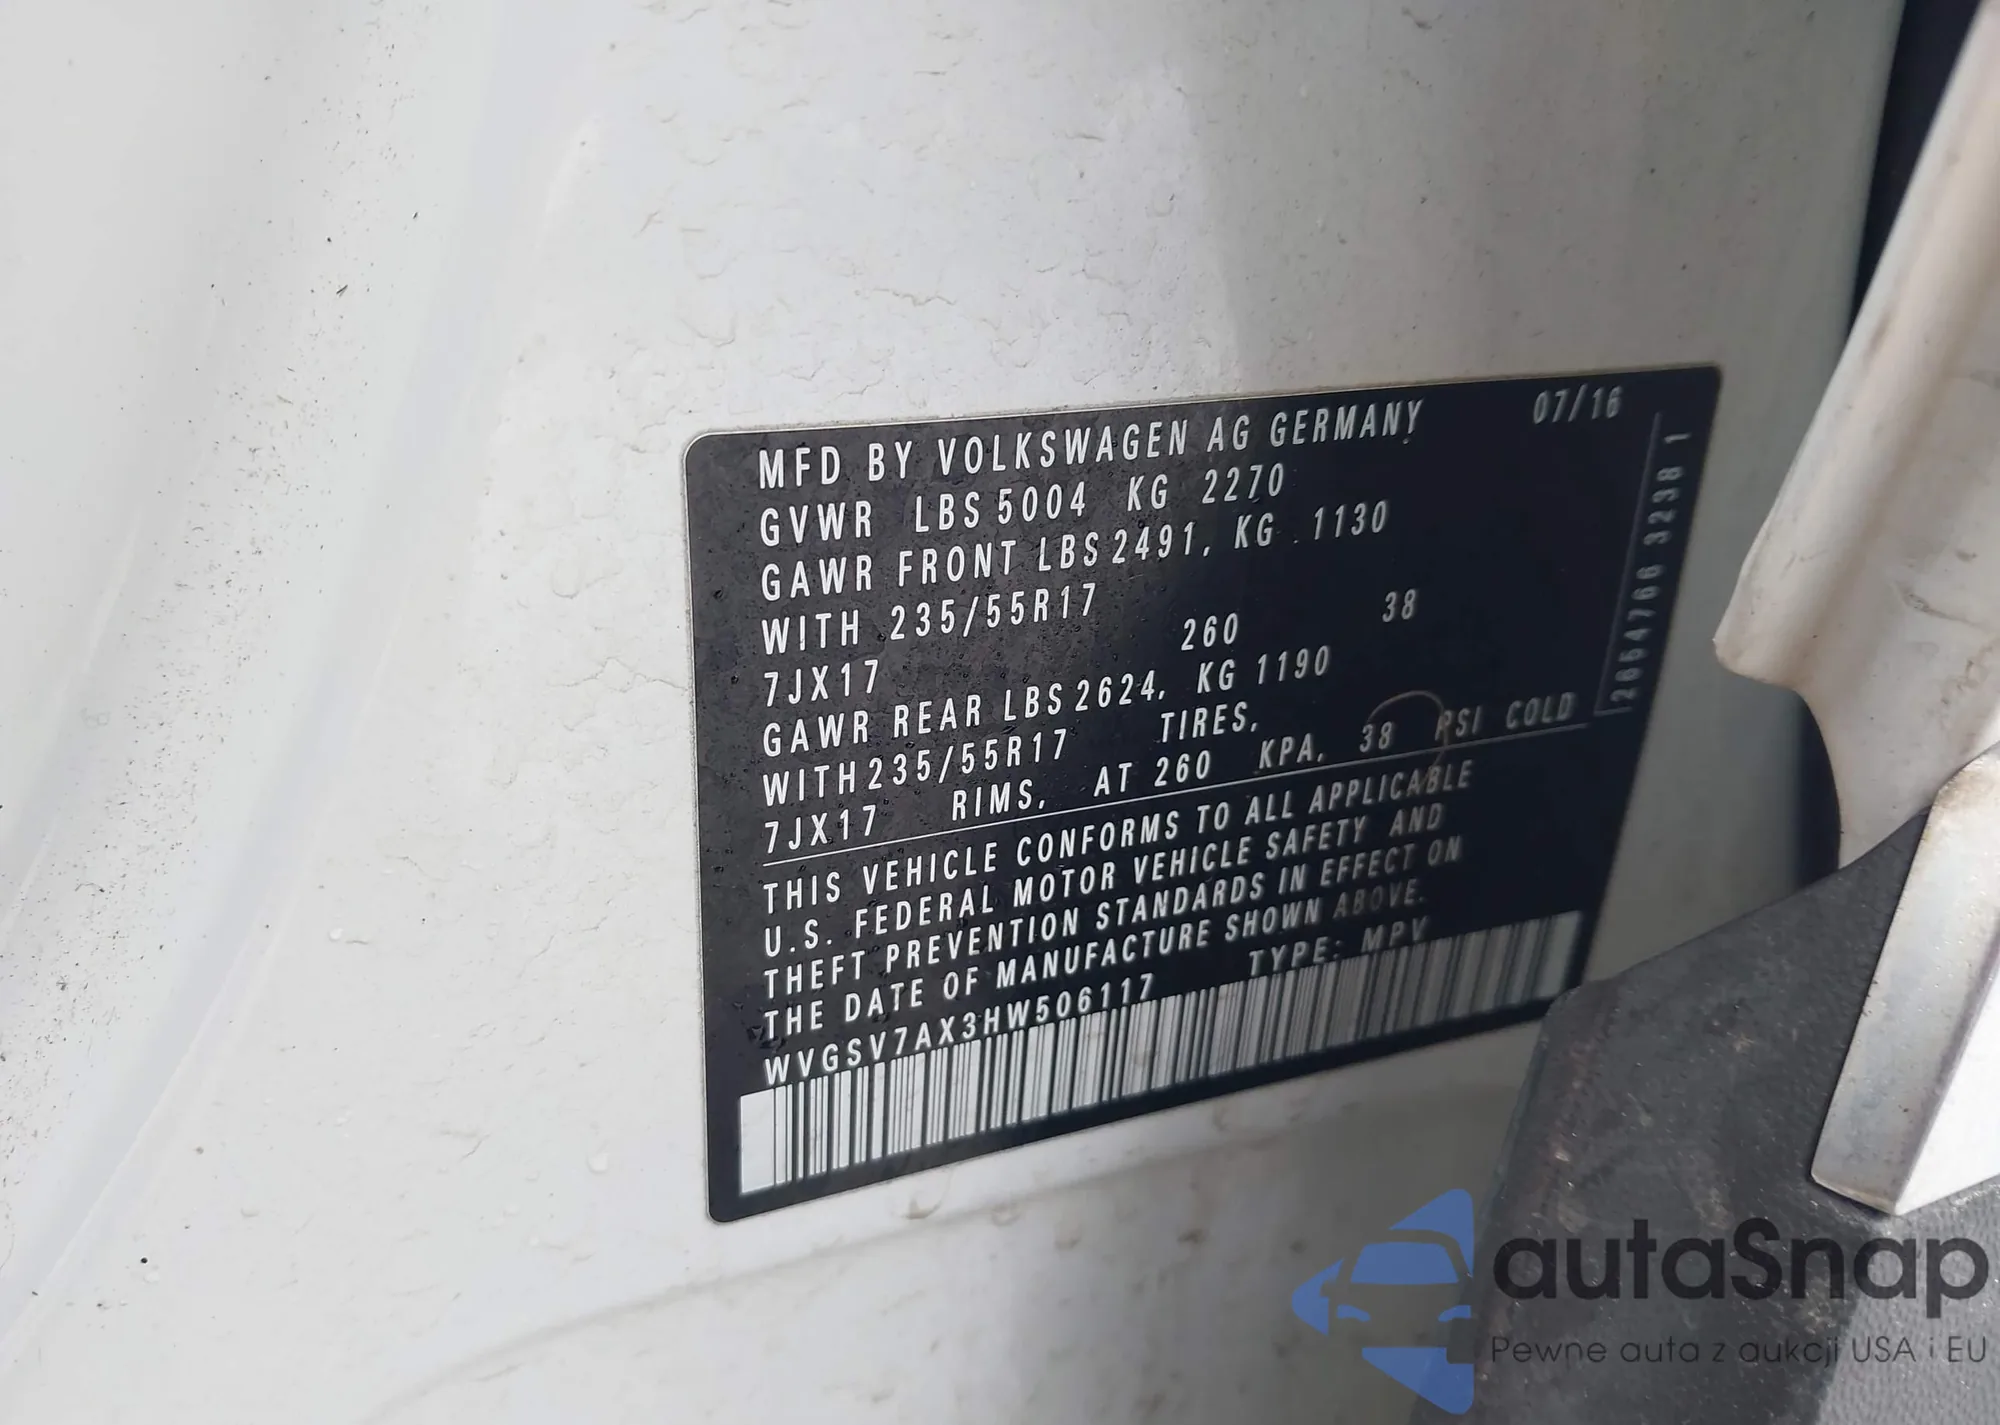 MFD BY VOLKSWAGEN AG GERMANY 07/16
GVWR LBS 5004 KG 2270
GAWR FRONT LBS 2491, KG . 1130
WITH 235/55R17
7JX17 260 38
GAWR REAR LBS 2624, KG 1190
WITH 235/55R17 TIRES,
7JX17 RIMS, AT 260 KPA, 38 PSI COLD
THIS VEHICLE CONFORMS TO ALL APPLICABLE
U.S. FEDERAL MOTOR VEHICLE SAFETY AND
THEFT PREVENTION STANDARDS IN EFFECT ON
THE DATE OF MANUFACTURE SHOWN ABOVE.
WVGSV7AX3HW506117 TYPE: MPV
2654766 3238 1
autaSnap
Pewne auta z aukcji USA i EU